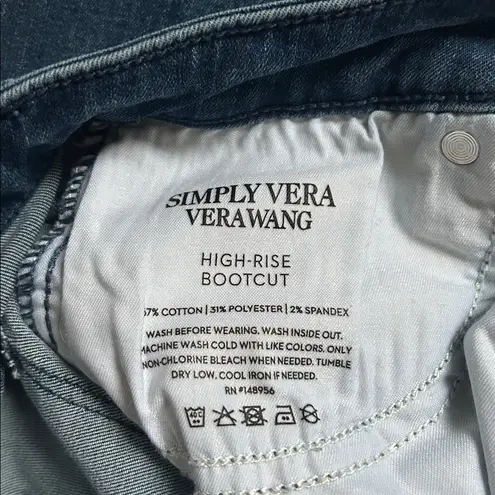 SIMPLY VERA
VERA WANG
HIGH-RISE
BOOTCUT
67% COTTON | 31% POLYESTER | 2% SPANDEX
WASH BEFORE WEARING. WASH INSIDE OUT.
MACHINE WASH COLD WITH LIKE COLORS. ONLY
NON-CHLORINE BLEACH WHEN NEEDED. TUMBLE
DRY LOW. COOL IRON IF NEEDED.
RN #148956
40C